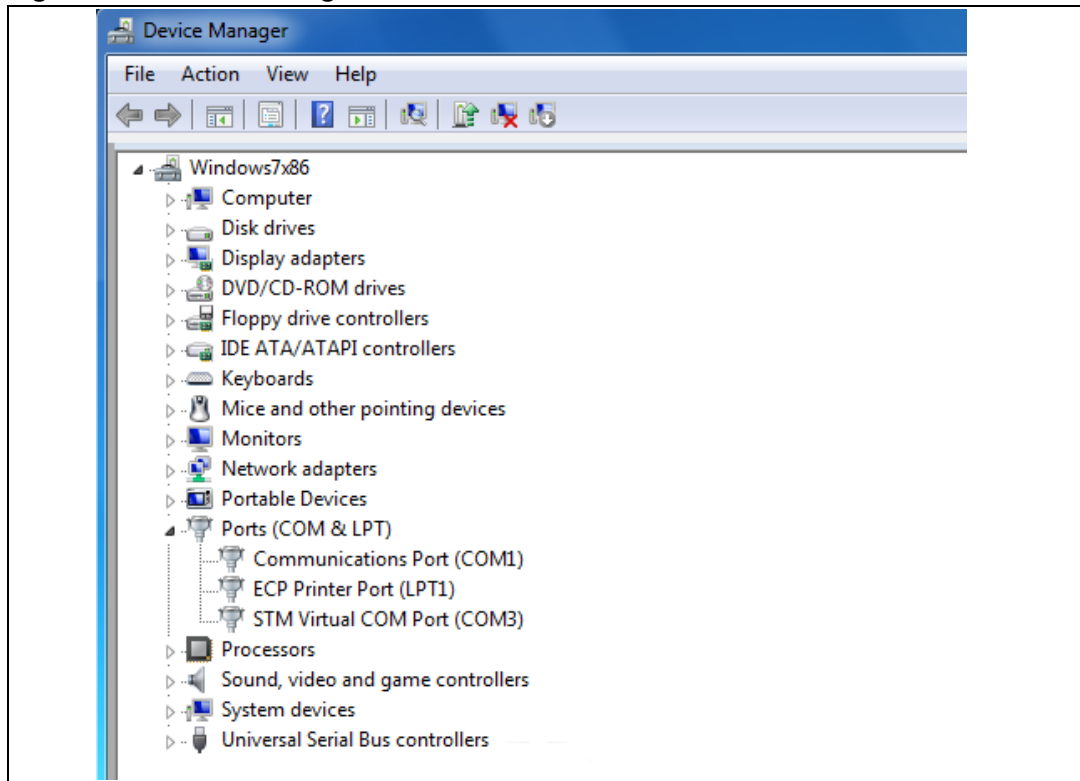 Device Manager
File Action View Help
Windows7x86
Computer
Disk drives
Display adapters
DVD/CD-ROM drives
Floppy drive controllers
IDE ATA/ATAPI controllers
Keyboards
Mice and other pointing devices
Monitors
Network adapters
Portable Devices
Ports (COM & LPT)
Communications Port (COM1)
ECP Printer Port (LPT1)
STM Virtual COM Port (COM3)
Processors
Sound, video and game controllers
System devices
Universal Serial Bus controllers